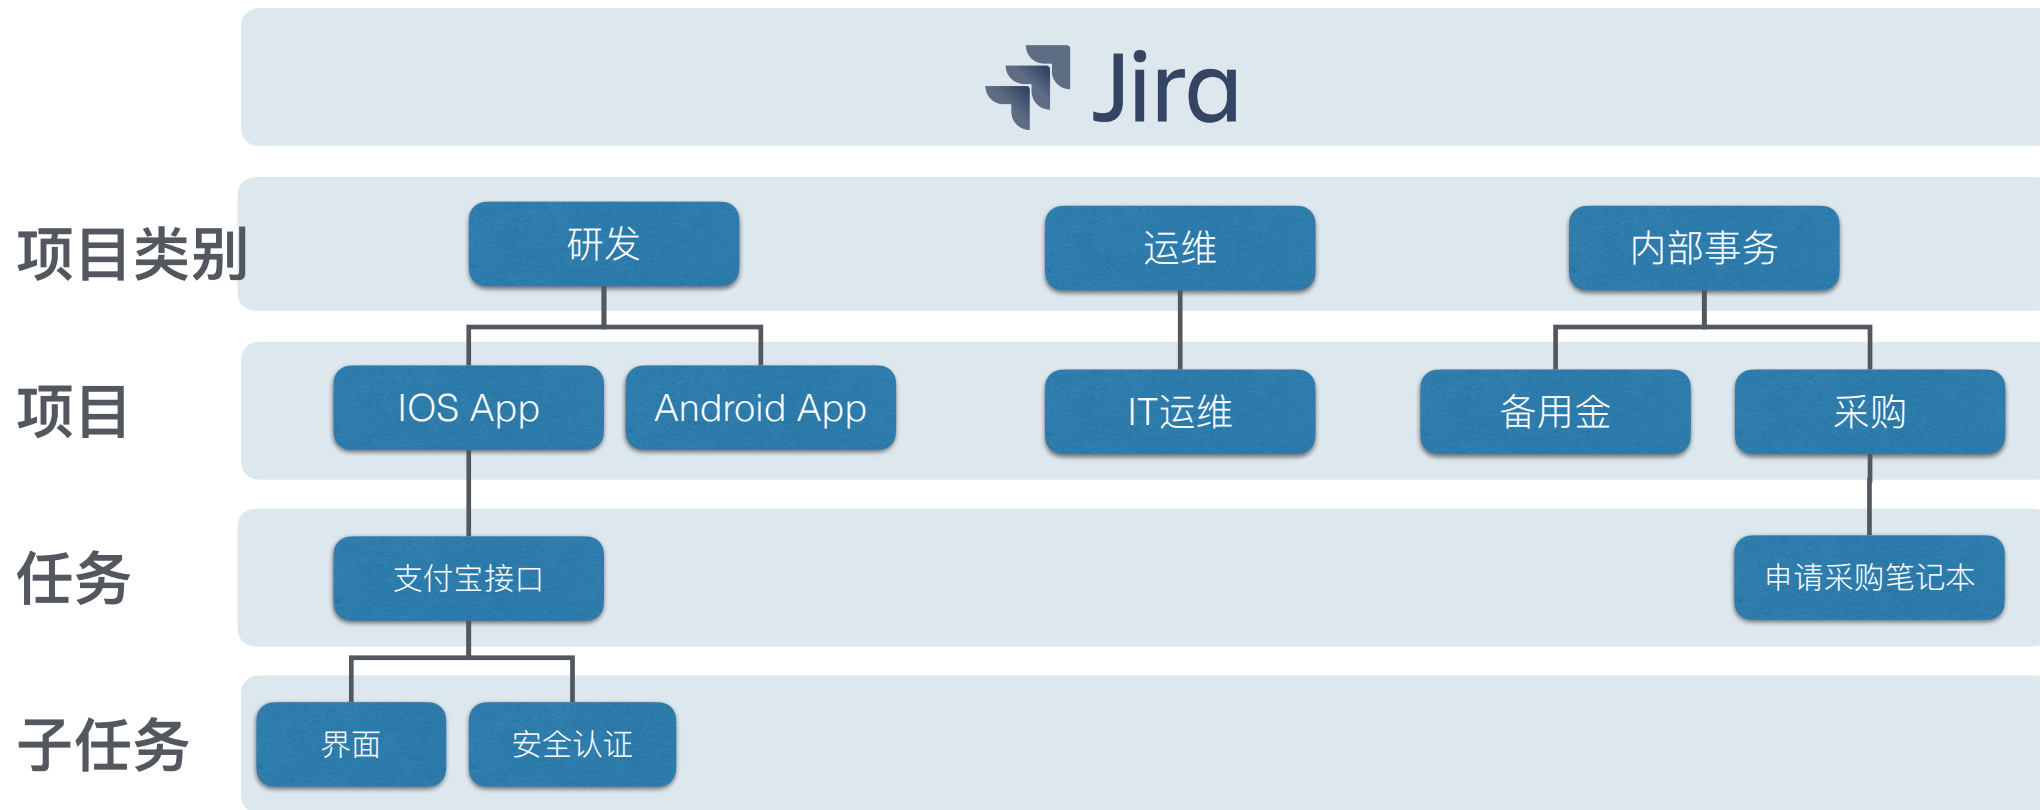 Jira
项目类别
研发
运维
内部事务
项目
IOS App
Android App
IT运维
备用金
采购
任务
支付宝接口
申请采购笔记本
子任务
界面
安全认证